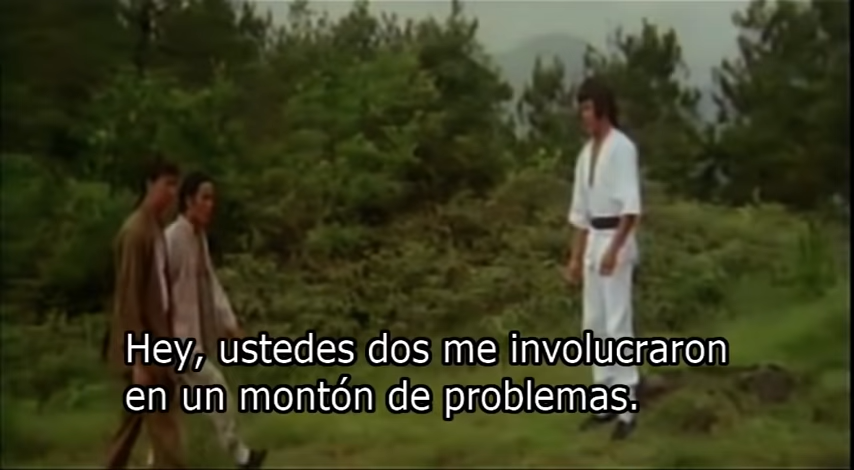 Hey, ustedes dos me involucraron
en un montón de problemas.